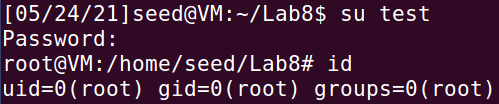 [05/24/21]seed@VM:~/Lab8$ su test
Password:
root@VM:/home/seed/Lab8# id
uid=0(root) gid=0(root) groups=0(root)